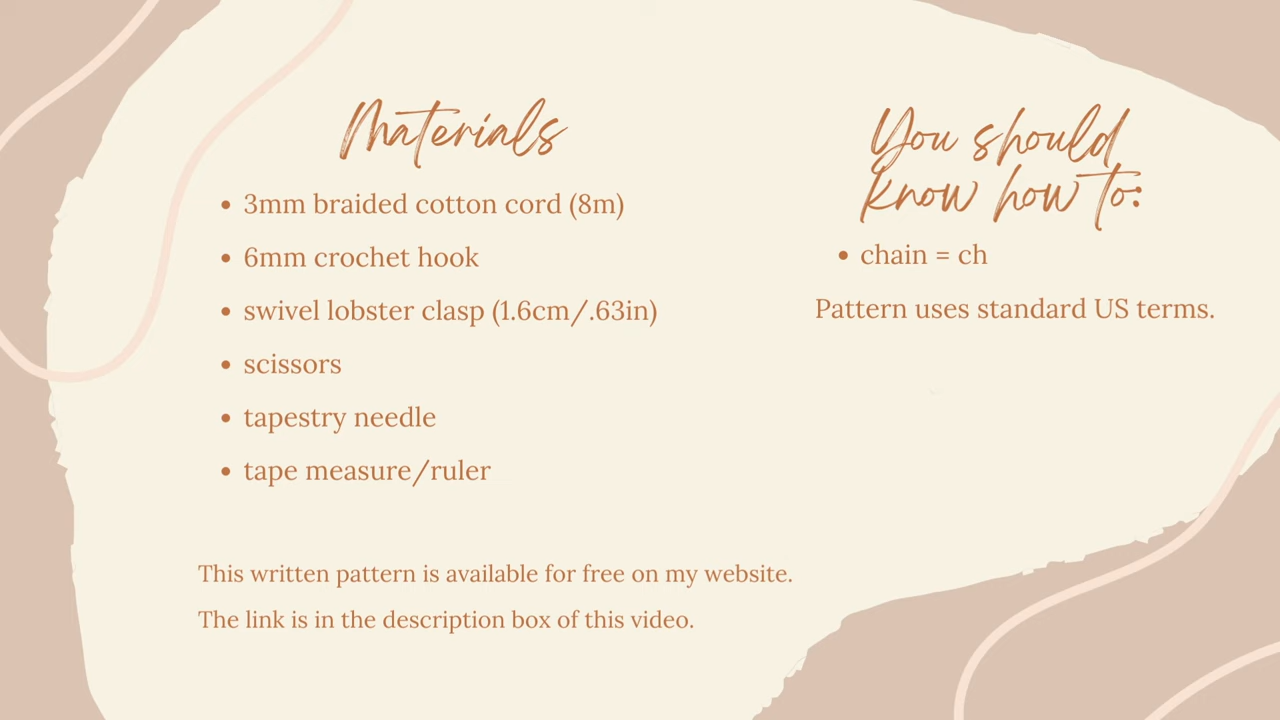 Materials
• 3mm braided cotton cord (8m)
• 6mm crochet hook
• swivel lobster clasp (1.6cm/.63in)
• scissors
• tapestry needle
• tape measure/ruler
You should
know how to:
• chain = ch
Pattern uses standard US terms.
This written pattern is available for free on my website.
The link is in the description box of this video.